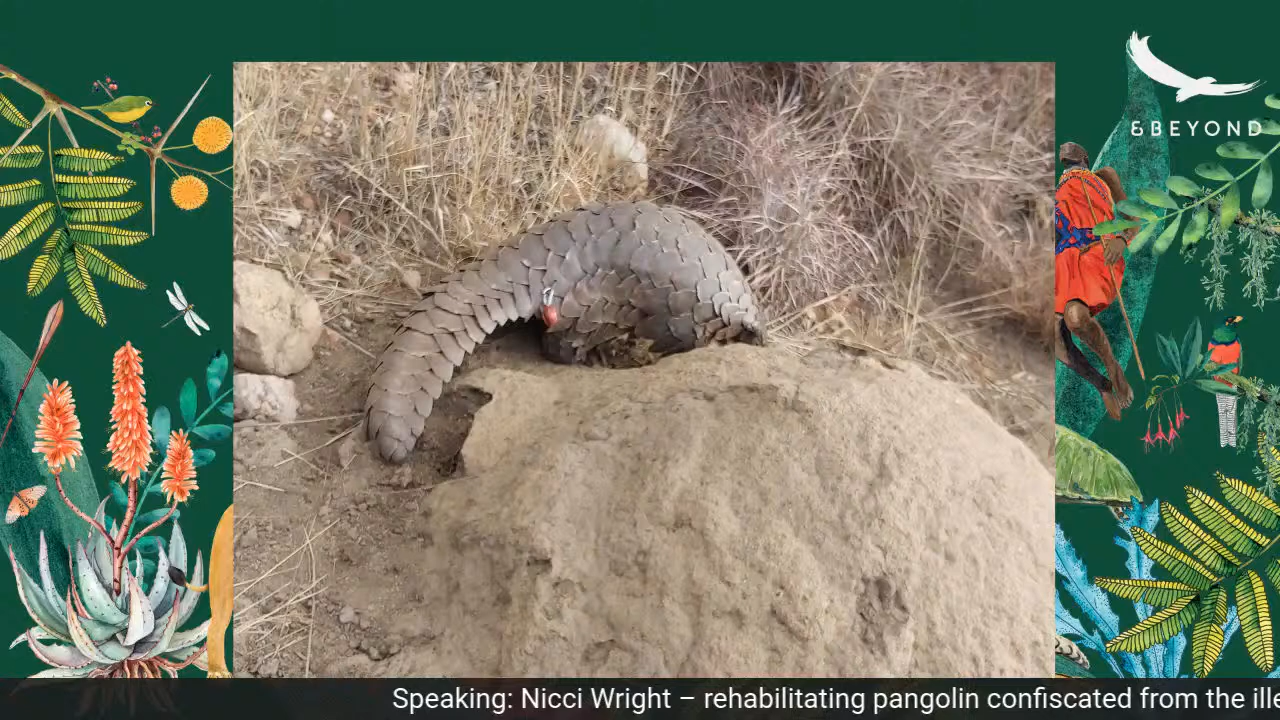 &BEYOND
Speaking: Nicci Wright – rehabilitating pangolin confiscated from the ille